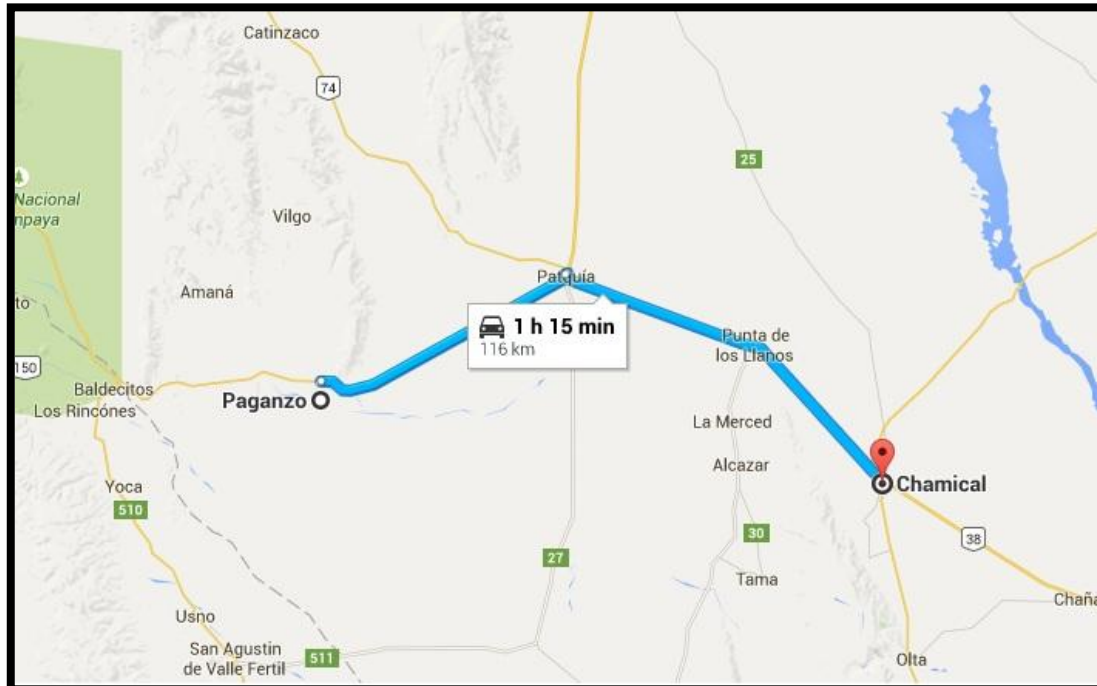 Catinzaco
74
25
Nacional
npaya
Vilgo
Patquía
Amaná
to
1 h 15 min
116 km
Punta de
los Llanos
150
Baldecitos
Los Rincónes
Paganzo
La Merced
Alcazar
Chamical
Yoca
510
30
38
27
Tama
Chaña
Usno
San Agustin
de Valle Fertil
511
Olta